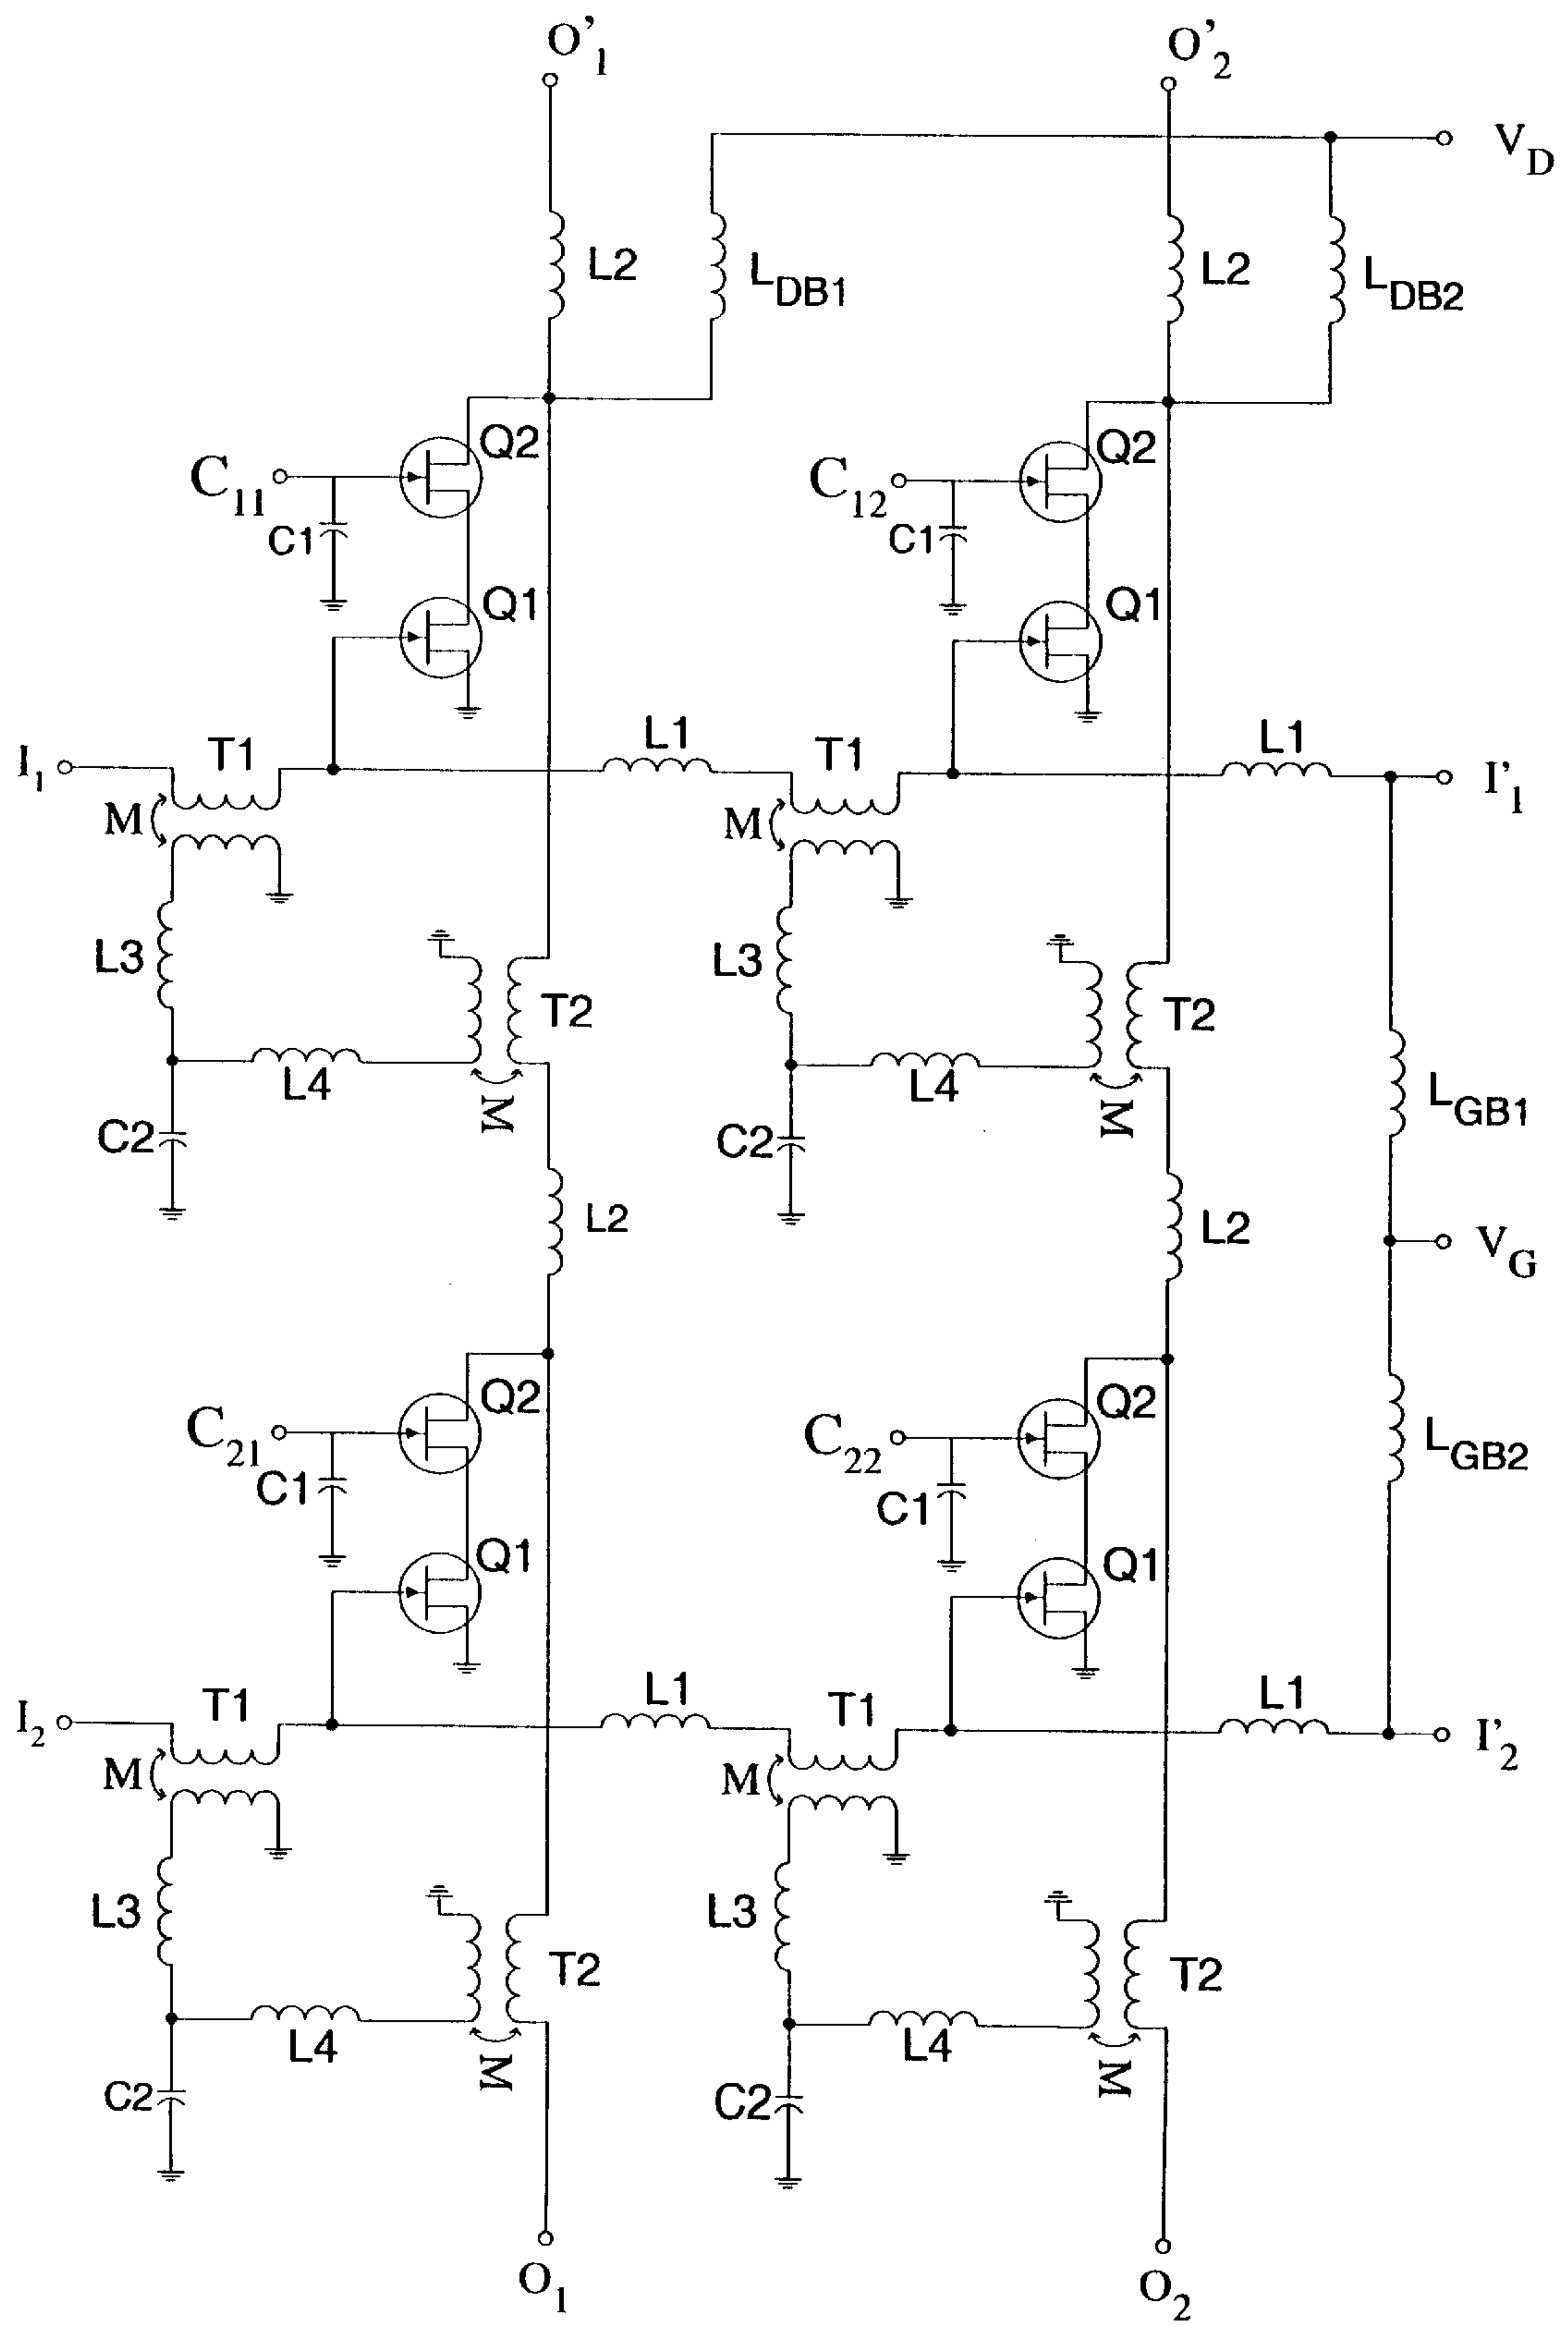 O'1 O'2
VD
L2 LDB1 L2 LDB2
Q2 Q2
C11 C12
C1 C1
Q1 Q1
L1 L1
I1 T1 T1 I'1
M M
L3 L3
T2 T2
L4 L4 LGB1
M M
C2 C2
L2 L2
VG
Q2 Q2
C21 C22 LGB2
C1 C1
Q1 Q1
L1 L1
I2 T1 T1 I'2
M M
L3 L3
T2 T2
L4 L4
M M
C2 C2
O1 O2